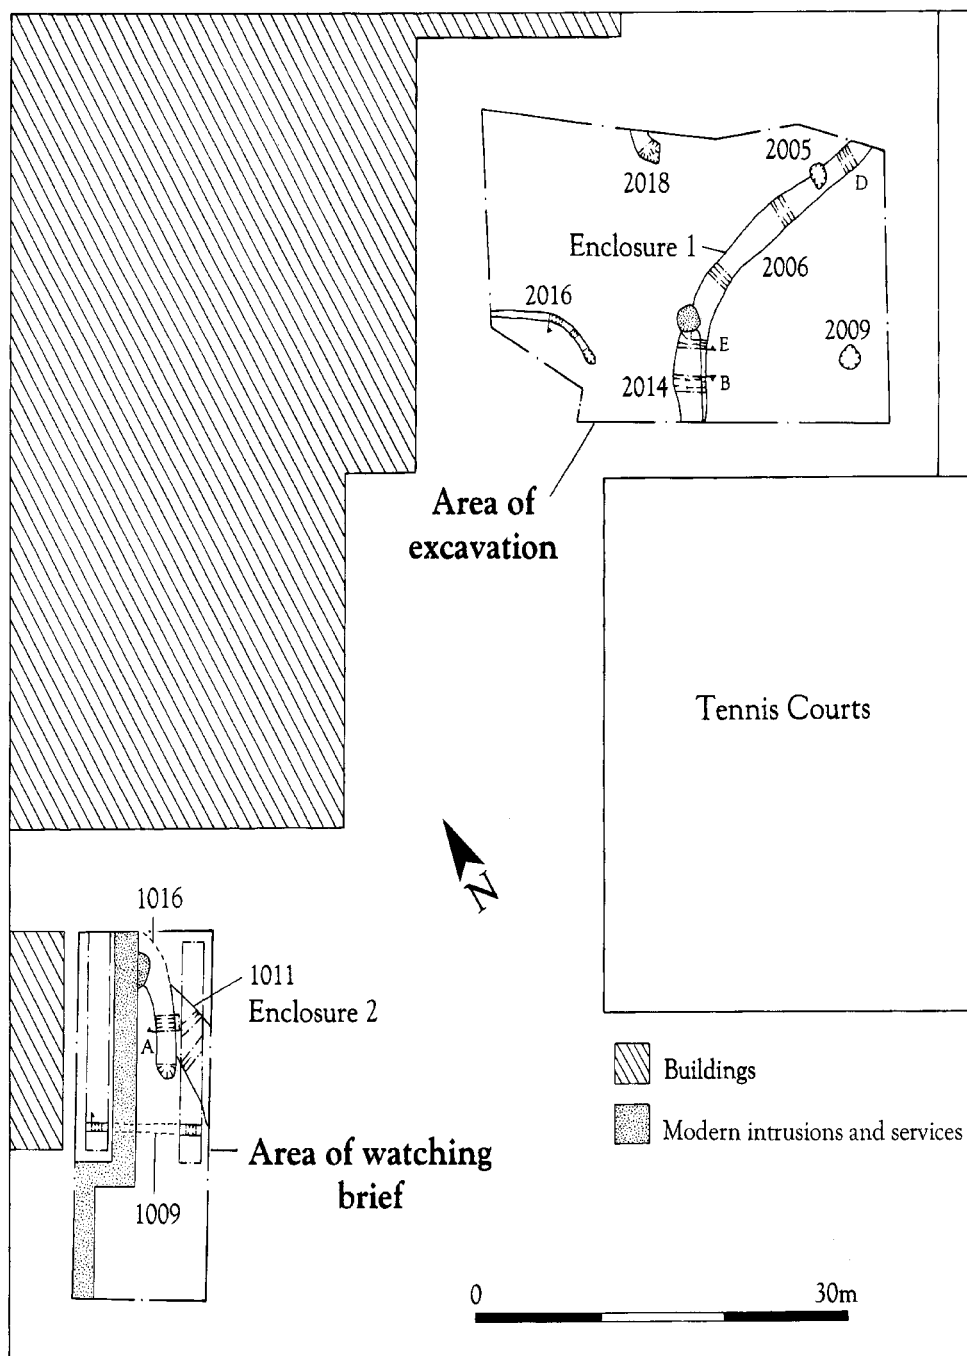 2005
2018
D
Enclosure 1
2006
2016
2009
E
2014
B
Area of
excavation
Tennis Courts
N
1016
1011
Enclosure 2
A
Buildings
Modern intrusions and services
Area of watching
brief
1009
0
30m